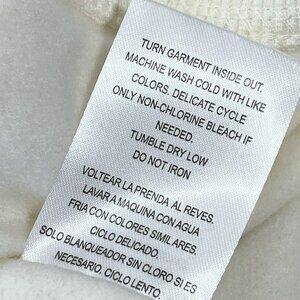 TURN GARMENT INSIDE OUT.
MACHINE WASH COLD WITH LIKE
COLORS. DELICATE CYCLE
ONLY NON-CHLORINE BLEACH IF
NEEDED.
TUMBLE DRY LOW
DO NOT IRON
VOLTEAR LA PRENDA AL REVES.
LAVAR A MAQUINA CON AGUA
FRIA CON COLORES SIMILARES.
CICLO DELICADO.
SOLO BLANQUEADOR SIN CLORO SI ES
NECESARIO. CICLO LENTO.